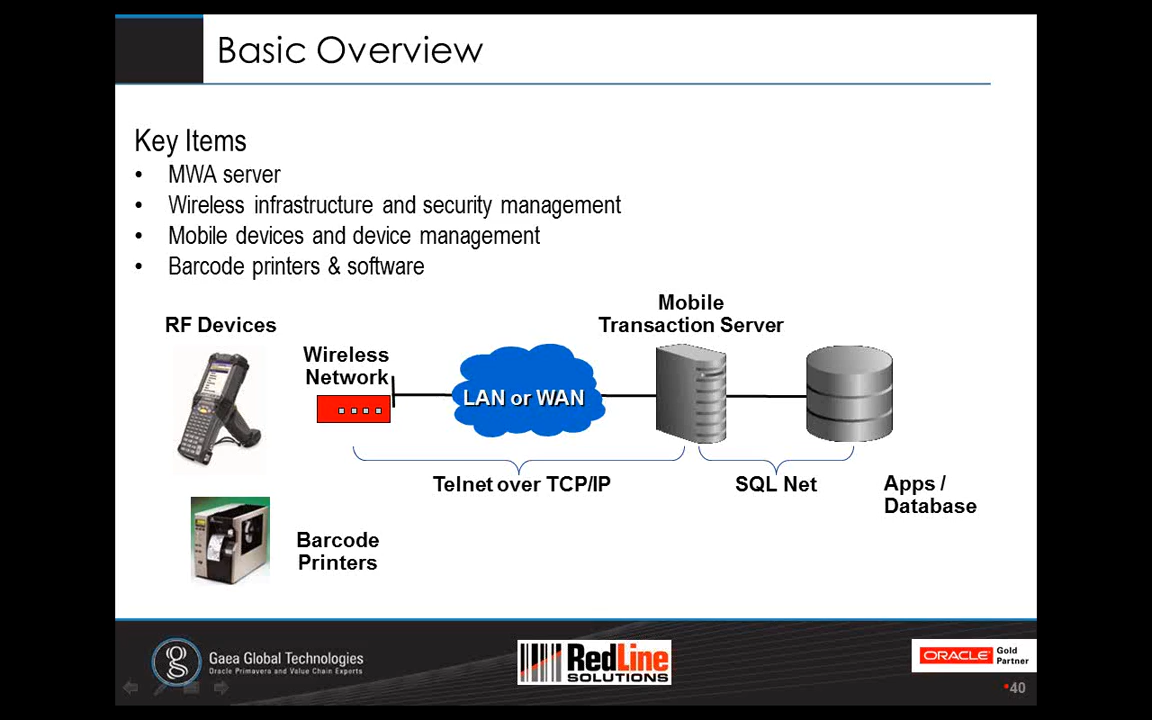 Basic Overview
Key Items
• MWA server
• Wireless infrastructure and security management
• Mobile devices and device management
• Barcode printers & software
RF Devices
Wireless
Network
LAN or WAN
Mobile
Transaction Server
Telnet over TCP/IP
SQL Net
Apps /
Database
Barcode
Printers
g
Gaea Global Technologies
Oracle Primavera and Value Chain Experts
RedLine
SOLUTIONS
ORACLE Gold
Partner
•40